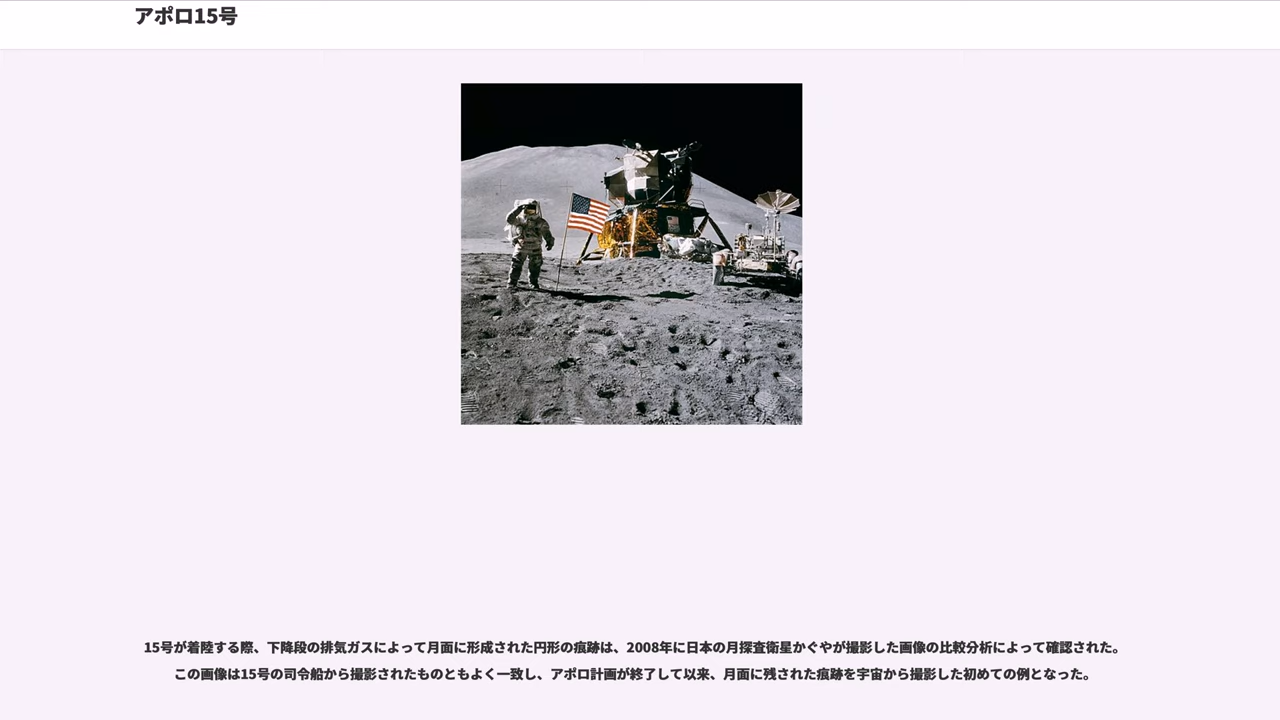 アポロ15号
15号が着陸する際、下降段の排気ガスによって月面に形成された円形の痕跡は、2008年に日本の月探査衛星かぐやが撮影した画像の比較分析によって確認された。
この画像は15号の司令船から撮影されたものともよく一致し、アポロ計画が終了して以来、月面に残された痕跡を宇宙から撮影した初めての例となった。